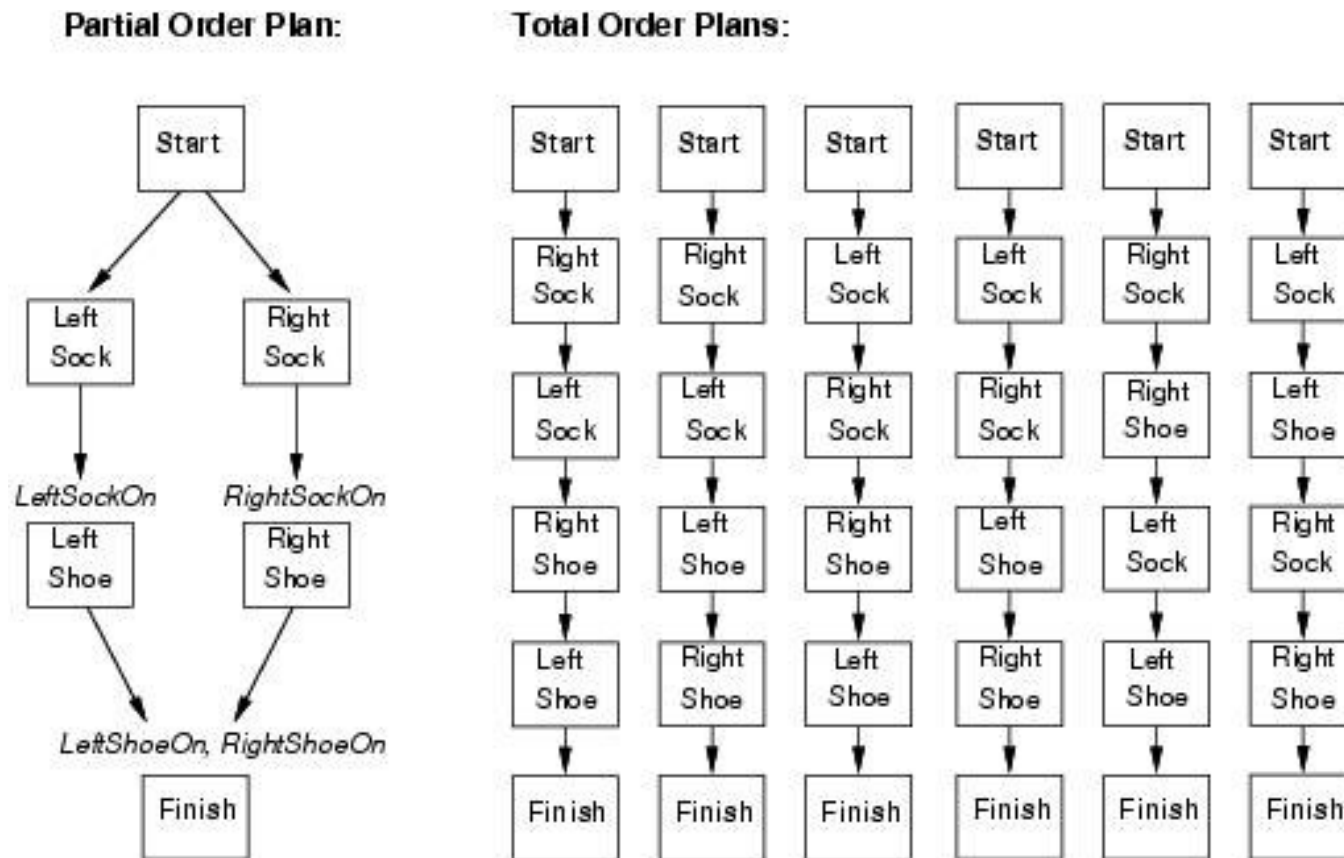 Partial Order Plan:
Total Order Plans:
Start
Left
Sock
Right
Sock
LeftSockOn
RightSockOn
Left
Shoe
Right
Shoe
LeftShoeOn, RightShoeOn
Finish
Start
Right
Sock
Left
Sock
Right
Shoe
Left
Shoe
Finish
Start
Right
Sock
Left
Sock
Left
Shoe
Right
Shoe
Finish
Start
Left
Sock
Right
Sock
Right
Shoe
Left
Shoe
Finish
Start
Left
Sock
Right
Sock
Left
Shoe
Right
Shoe
Finish
Start
Right
Sock
Right
Shoe
Left
Sock
Left
Shoe
Finish
Start
Left
Sock
Left
Shoe
Right
Sock
Right
Shoe
Finish